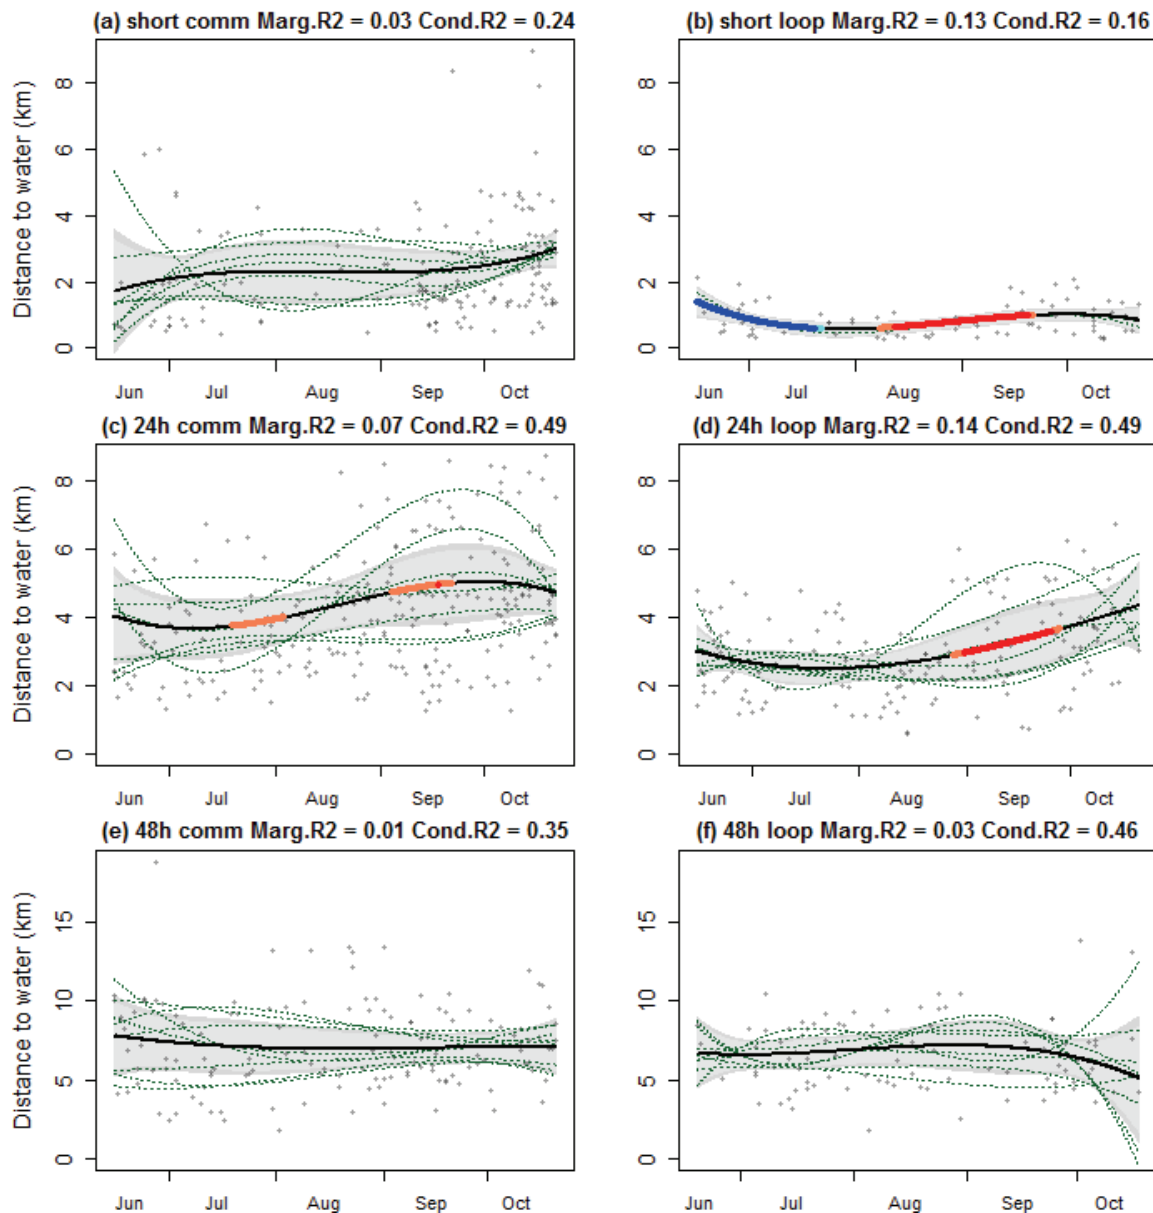 (a) short comm Marg.R2 = 0.03 Cond.R2 = 0.24
(b) short loop Marg.R2 = 0.13 Cond.R2 = 0.16
Distance to water (km)
8
6
4
2
0
8
6
4
2
0
Jun Jul Aug Sep Oct
Jun Jul Aug Sep Oct
(c) 24h comm Marg.R2 = 0.07 Cond.R2 = 0.49
(d) 24h loop Marg.R2 = 0.14 Cond.R2 = 0.49
Distance to water (km)
8
6
4
2
0
8
6
4
2
0
Jun Jul Aug Sep Oct
Jun Jul Aug Sep Oct
(e) 48h comm Marg.R2 = 0.01 Cond.R2 = 0.35
(f) 48h loop Marg.R2 = 0.03 Cond.R2 = 0.46
Distance to water (km)
15
10
5
0
15
10
5
0
Jun Jul Aug Sep Oct
Jun Jul Aug Sep Oct